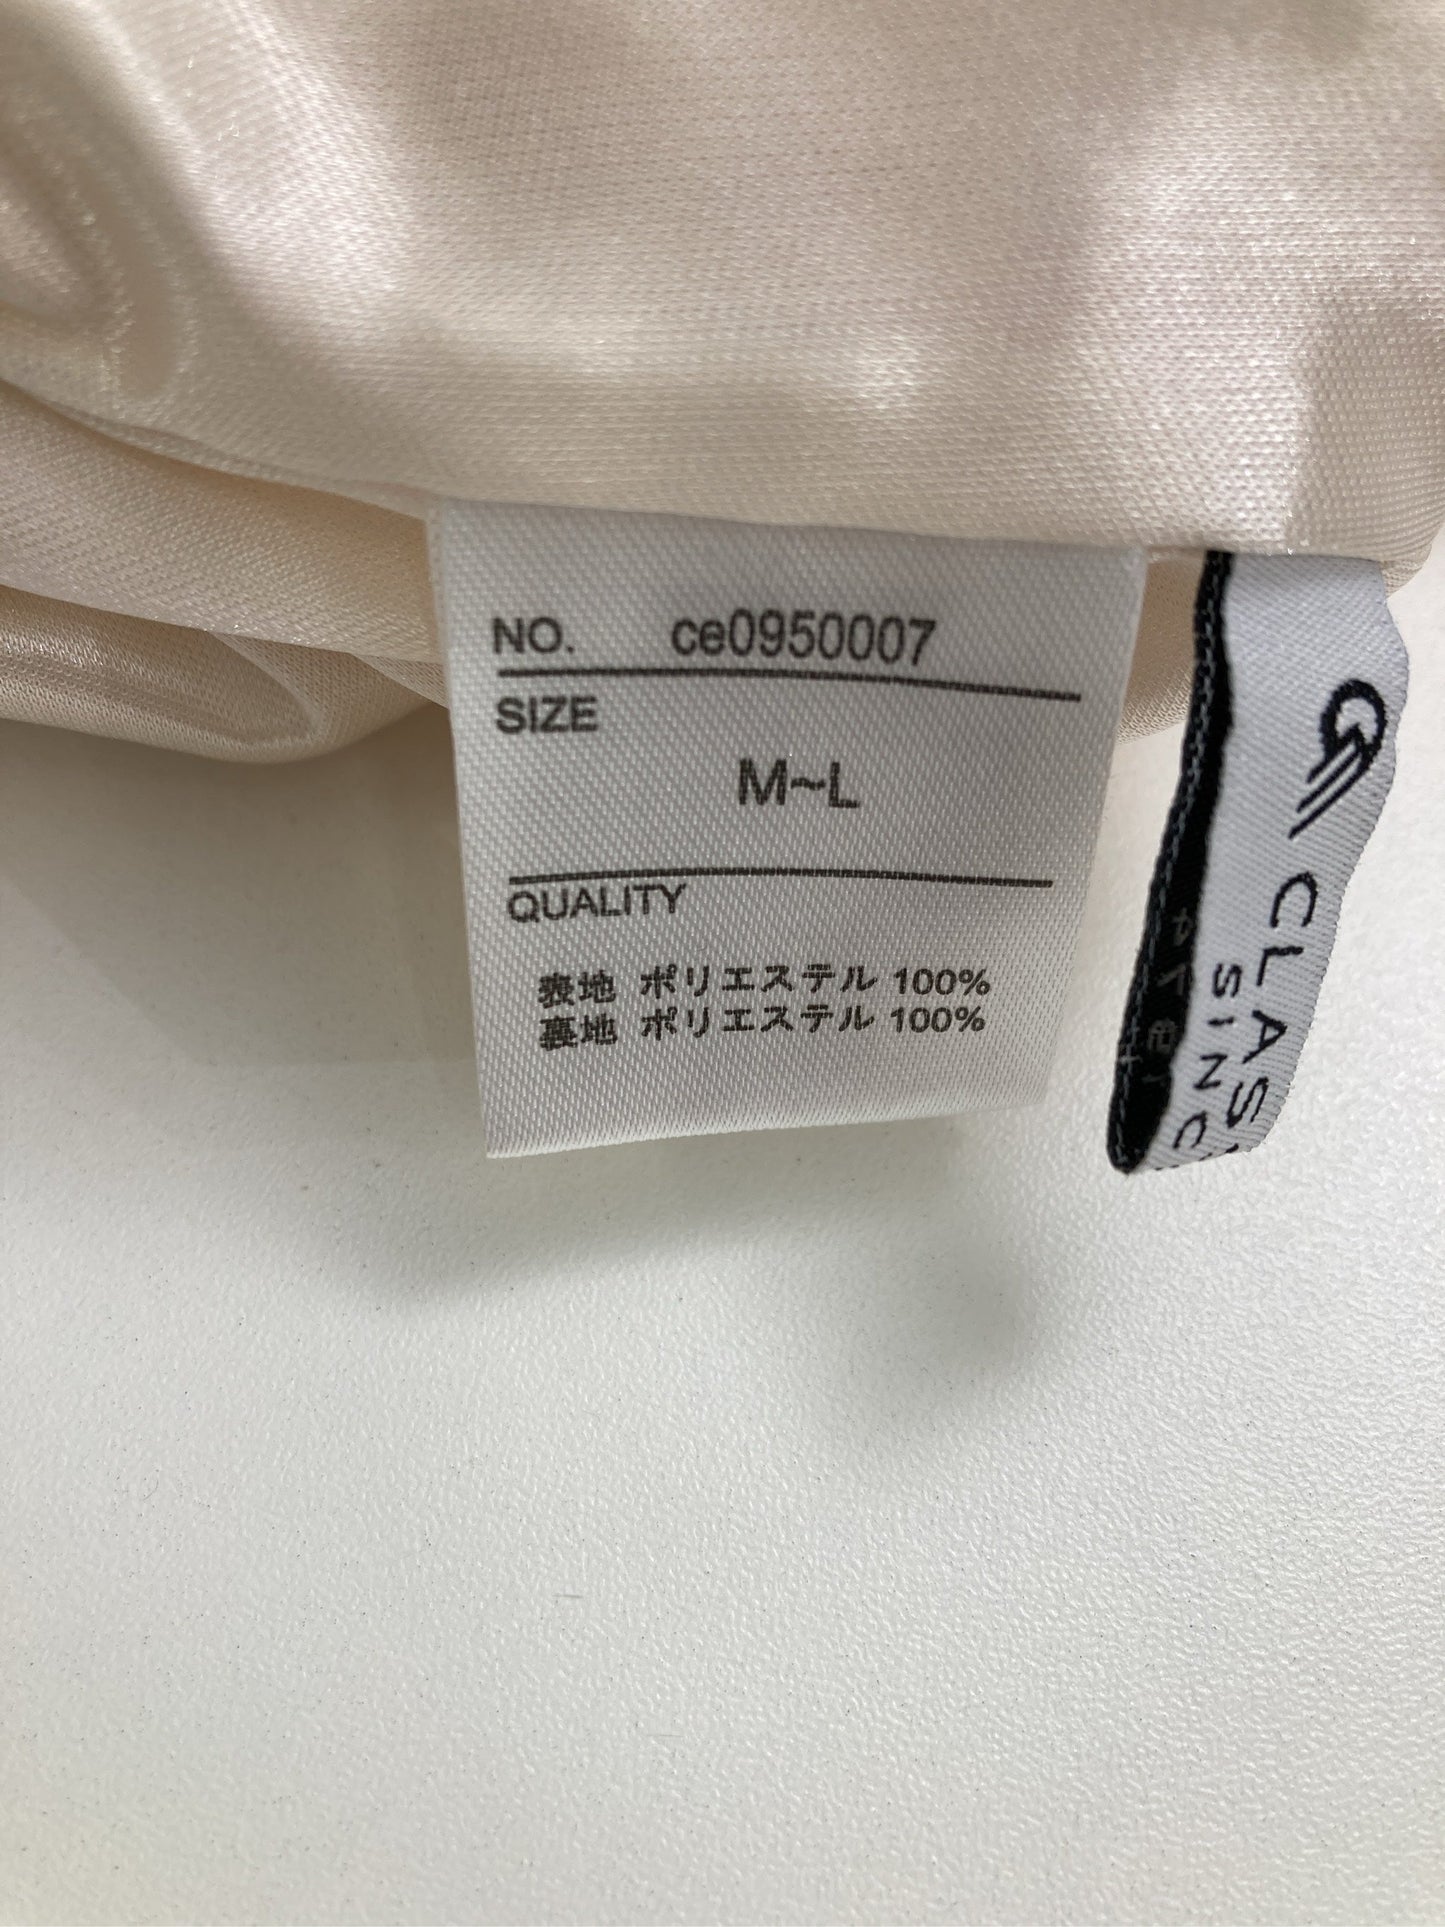 NO. ce0950007
SIZE
M~L
QUALITY
表地 ポリエステル 100%
裏地 ポリエステル 100%
CLAS
SINC